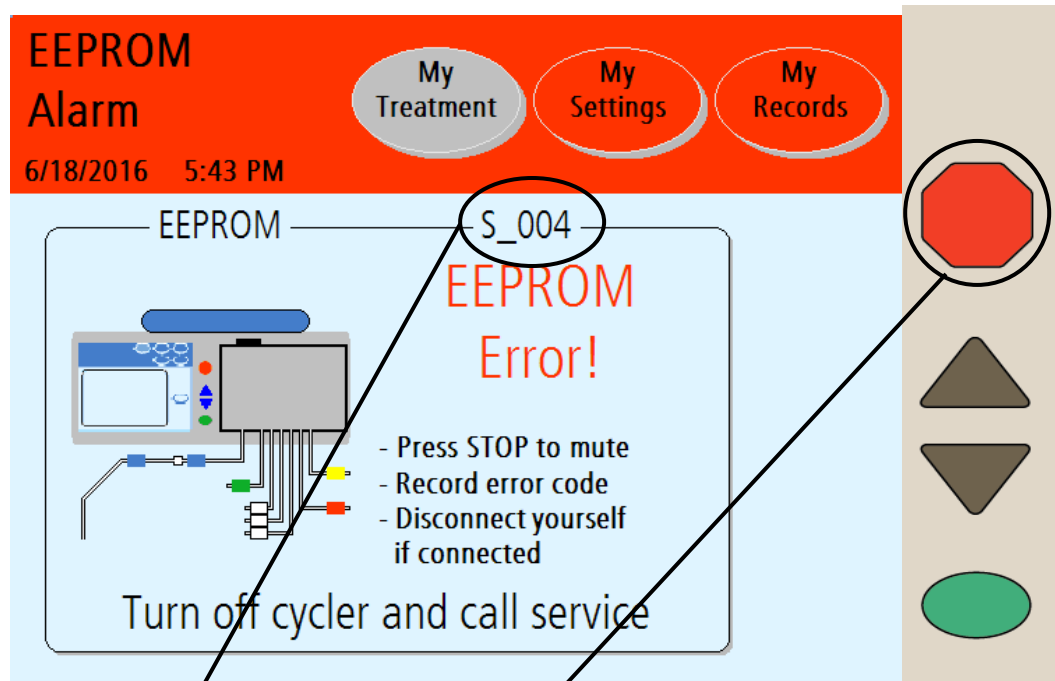 EEPROM
Alarm
6/18/2016 5:43 PM
My
Treatment
My
Settings
My
Records
EEPROM
S_004
EEPROM
Error!
- Press STOP to mute
- Record error code
- Disconnect yourself
if connected
Turn off cycler and call service